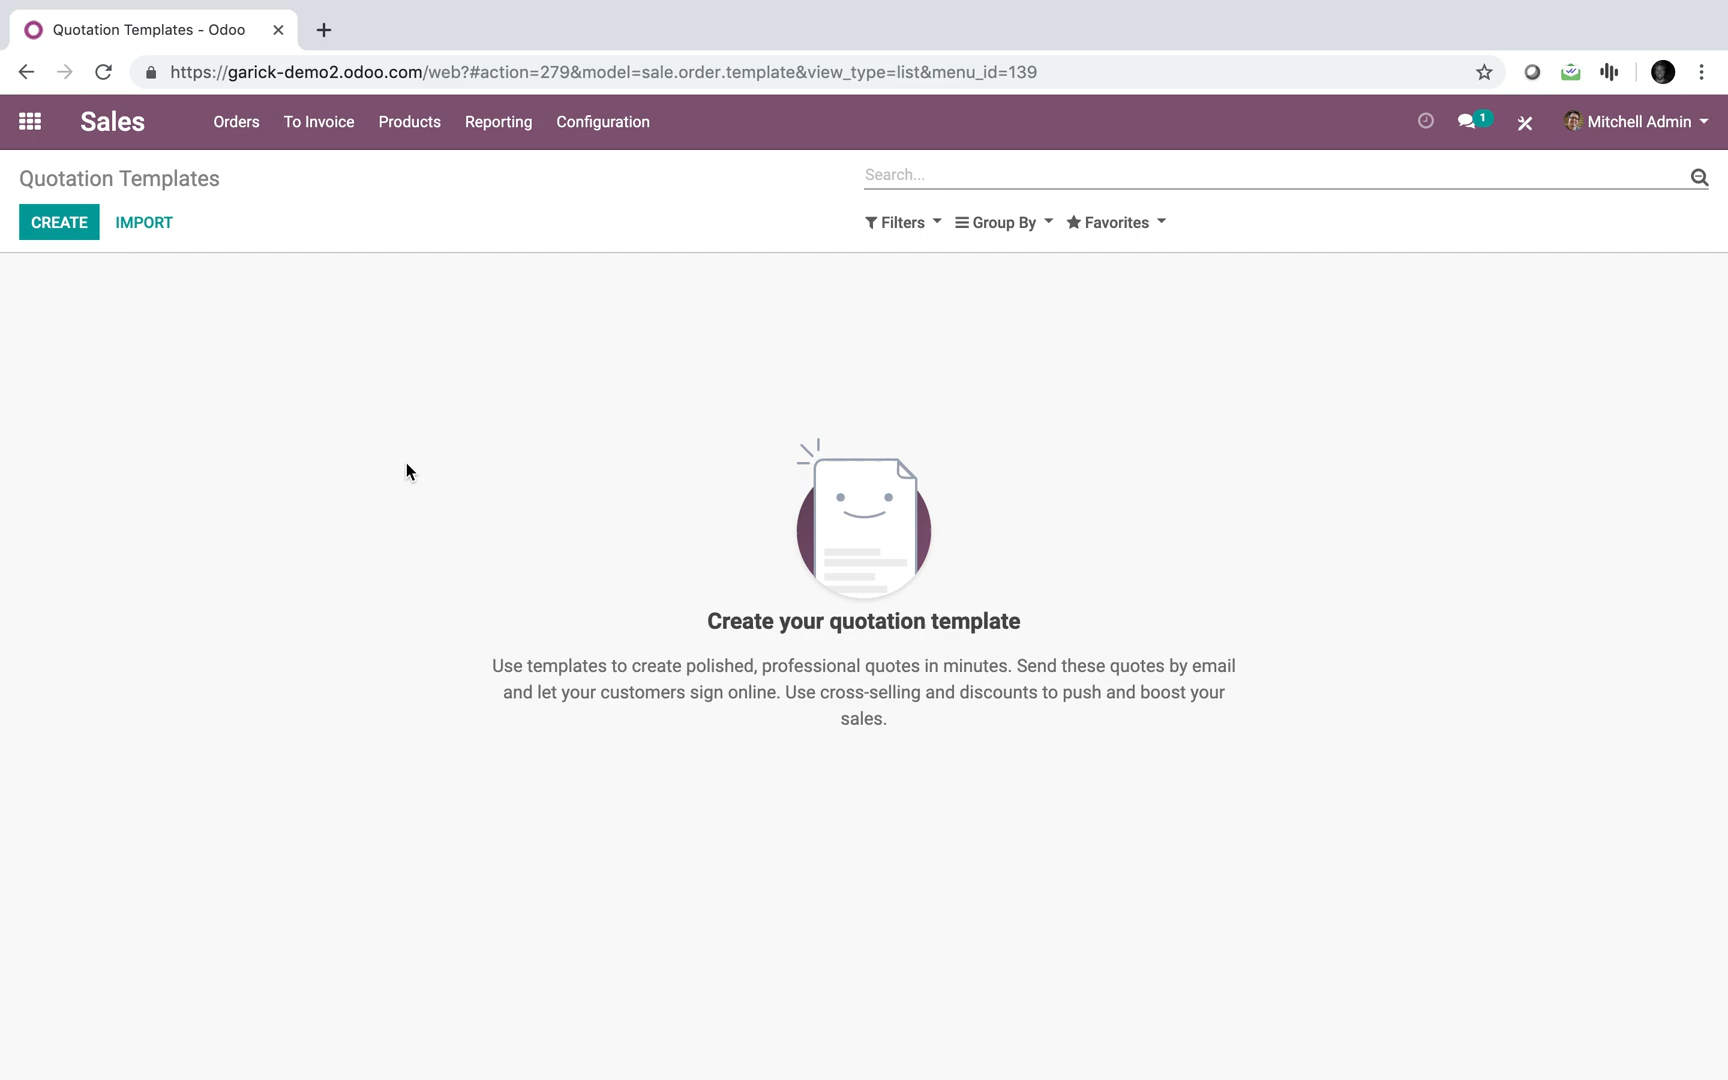 Quotation Templates - Odoo
https://garick-demo2.odoo.com/web?#action=279&model=sale.order.template&view_type=list&menu_id=139
Sales Orders To Invoice Products Reporting Configuration 1 Mitchell Admin
Quotation Templates Search...
CREATE IMPORT Filters Group By Favorites
Create your quotation template
Use templates to create polished, professional quotes in minutes. Send these quotes by email
and let your customers sign online. Use cross-selling and discounts to push and boost your
sales.